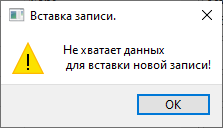 Вставка записи.
Не хватает данных
для вставки новой записи!
OK